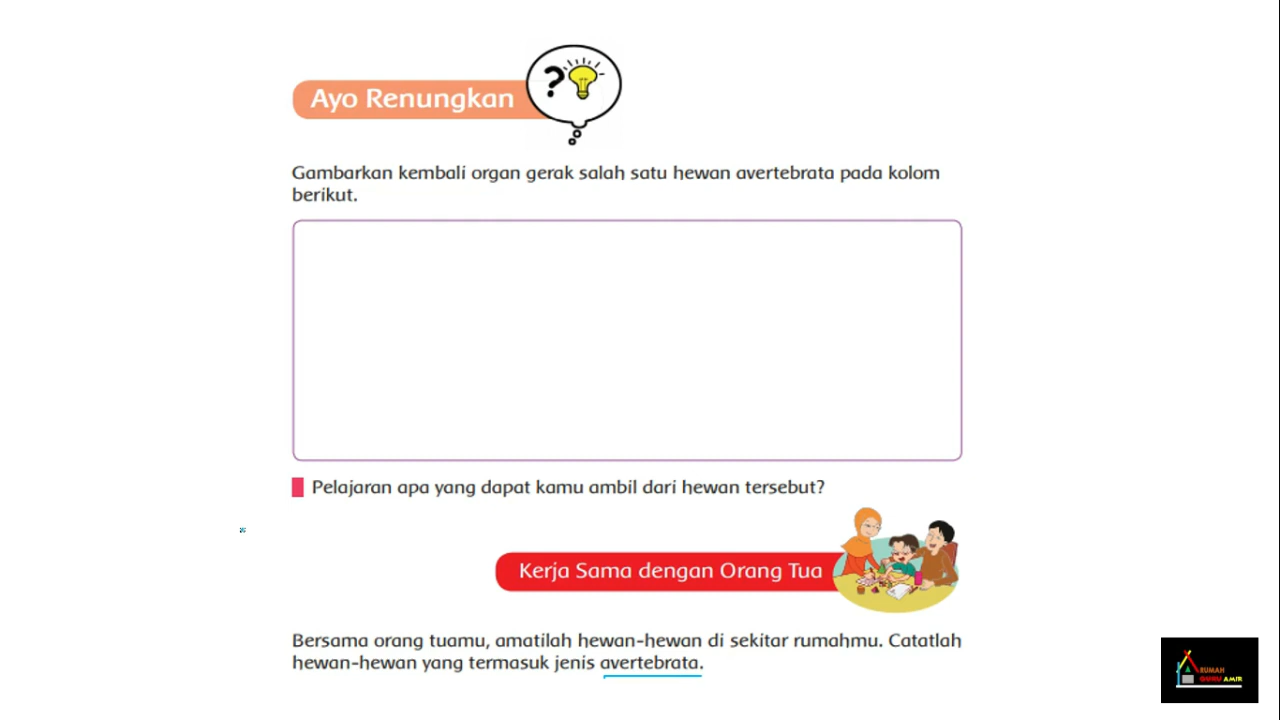 Ayo Renungkan
?
Gambarkan kembali organ gerak salah satu hewan avertebrata pada kolom
berikut.
Pelajaran apa yang dapat kamu ambil dari hewan tersebut?
Kerja Sama dengan Orang Tua
Bersama orang tuamu, amatilah hewan-hewan di sekitar rumahmu. Catatlah
hewan-hewan yang termasuk jenis avertebrata.
RUMAH
GURU AMIR